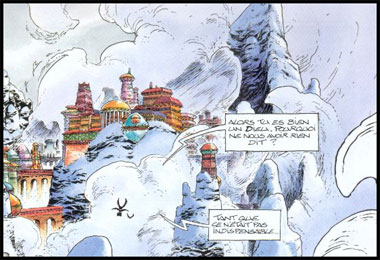 ALORS TU ES BIEN
UN DIEU, POURQUOI
NE NOUS AVOIR RIEN
DIT ?
TANT QUE
CE N'ÉTAIT PAS
INDISPENSABLE...